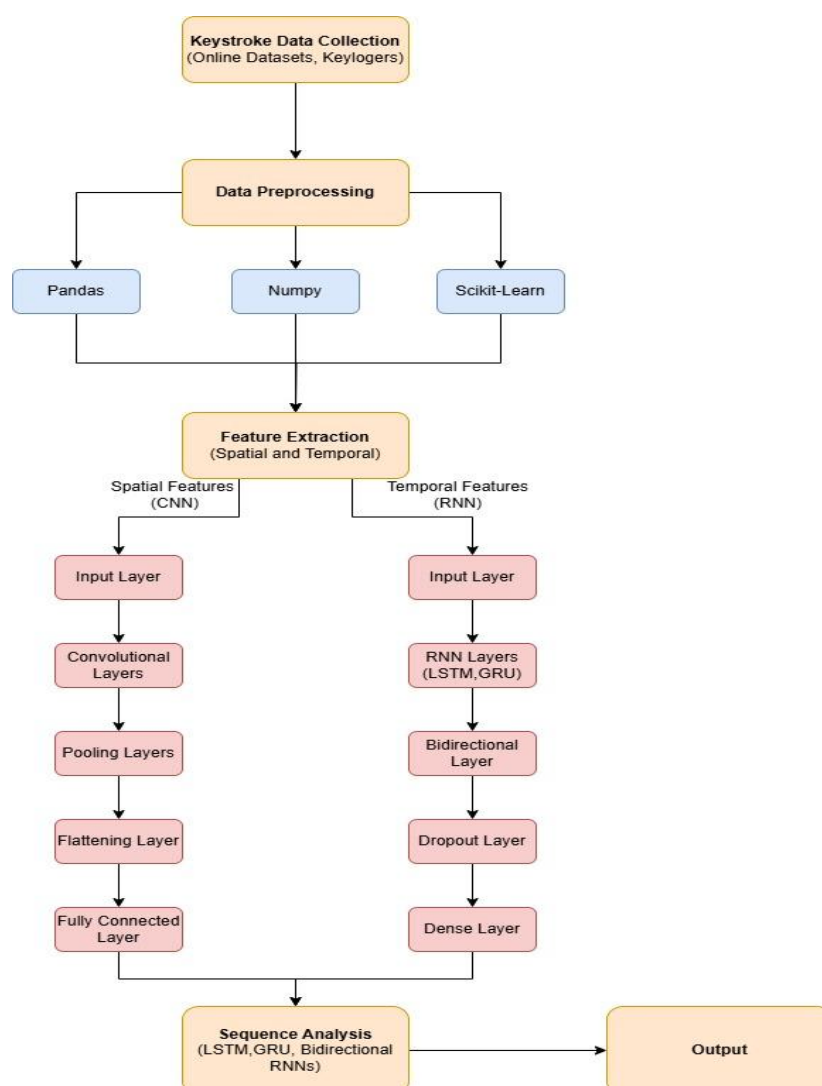 Keystroke Data Collection
(Online Datasets, Keylogers)
Data Preprocessing
Pandas
Numpy
Scikit-Learn
Feature Extraction
(Spatial and Temporal)
Spatial Features
(CNN)
Temporal Features
(RNN)
Input Layer
Input Layer
Convolutional
Layers
RNN Layers
(LSTM,GRU)
Pooling Layers
Bidirectional
Layer
Flattening Layer
Dropout Layer
Fully Connected
Layer
Dense Layer
Sequence Analysis
(LSTM,GRU, Bidirectional
RNNs)
Output